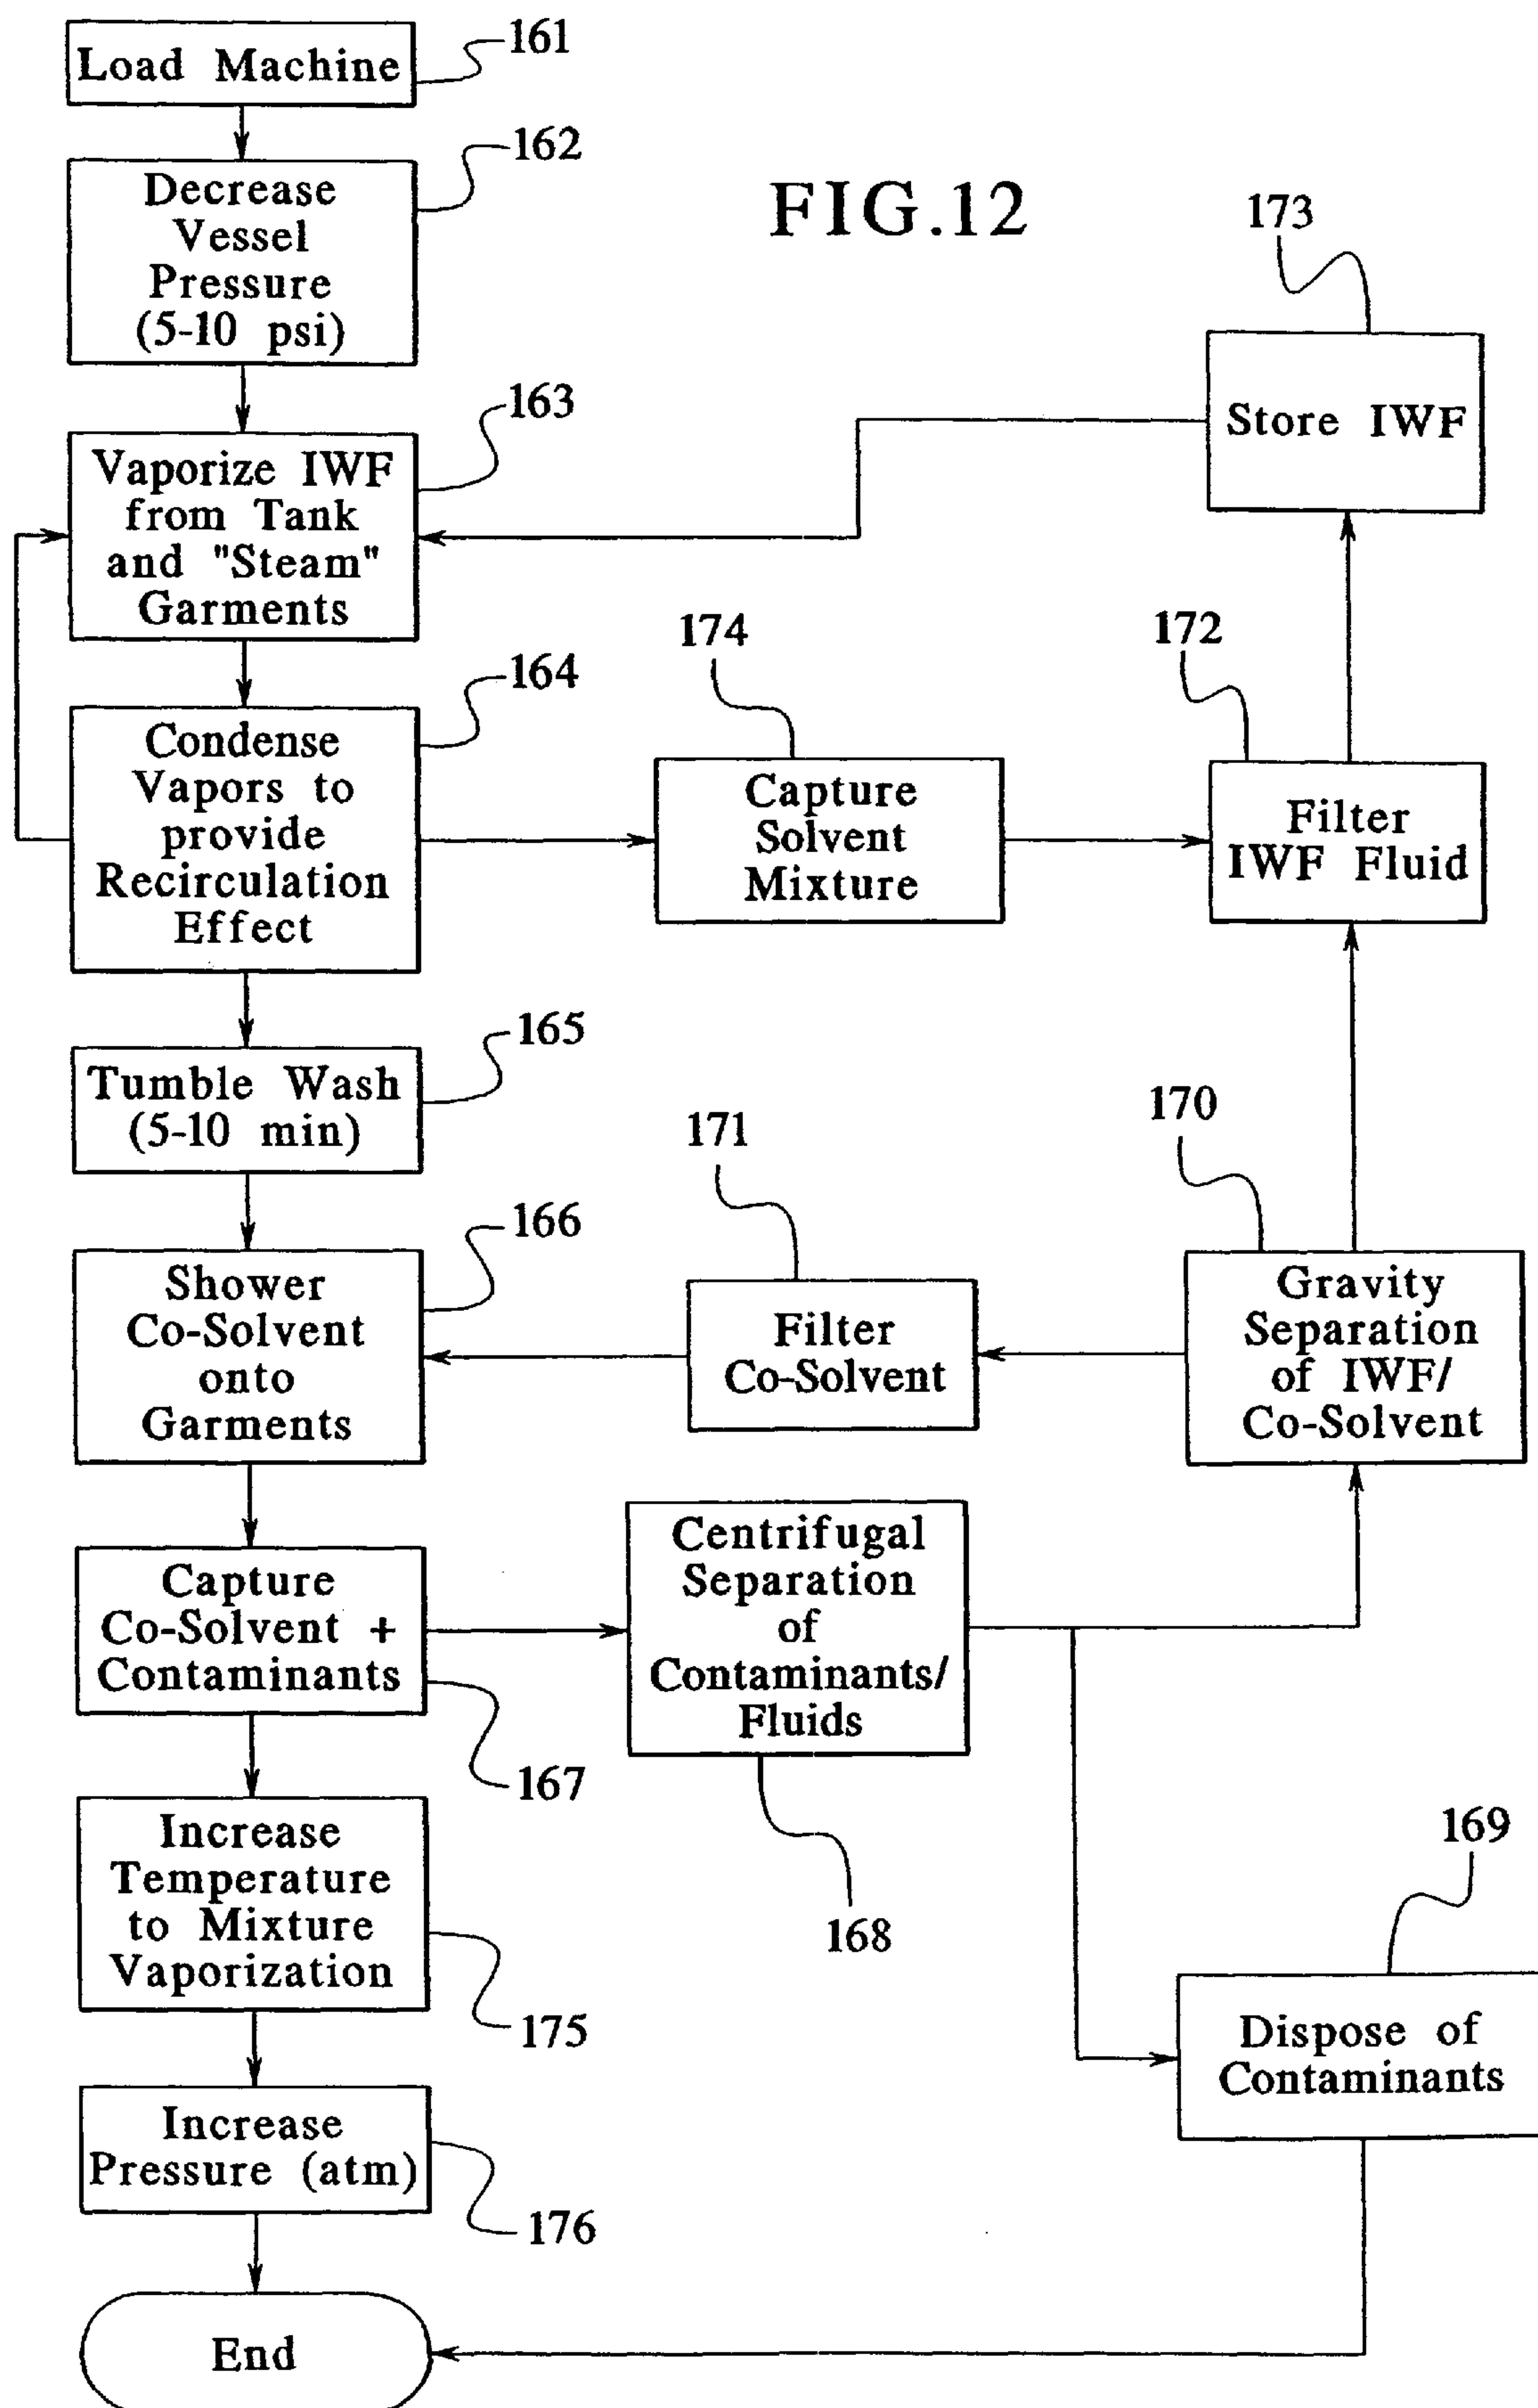 Load Machine
161
162
Decrease
Vessel
Pressure
(5-10 psi)
FIG.12
173
163
Vaporize IWF
from Tank
and "Steam"
Garments
Store IWF
174
172
164
Condense
Vapors to
provide
Recirculation
Effect
Capture
Solvent
Mixture
Filter
IWF Fluid
165
Tumble Wash
(5-10 min)
171
170
166
Shower
Co-Solvent
onto
Garments
Filter
Co-Solvent
Gravity
Separation
of IWF/
Co-Solvent
Capture
Co-Solvent +
Contaminants
Centrifugal
Separation
of
Contaminants/
Fluids
167
168
169
Increase
Temperature
to Mixture
Vaporization
175
Dispose of
Contaminants
Increase
Pressure (atm)
176
End